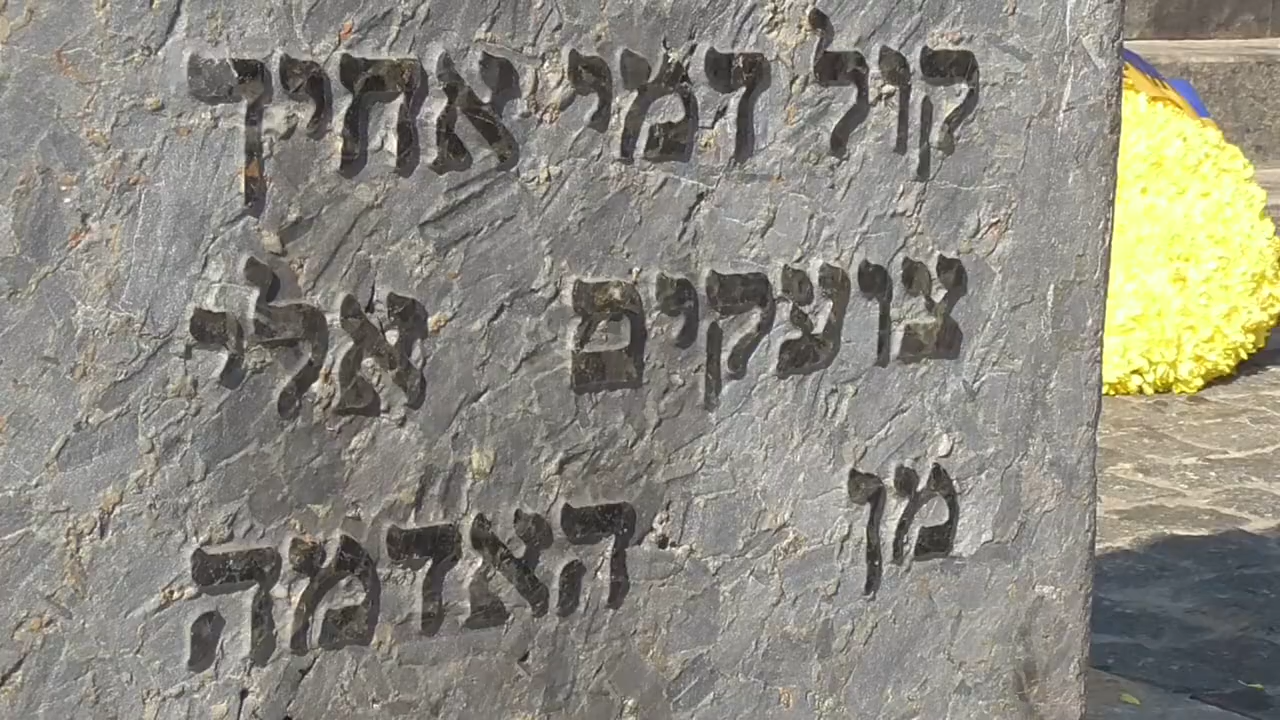 קול דמי אחיך
צועקים אלי
מן האדמה